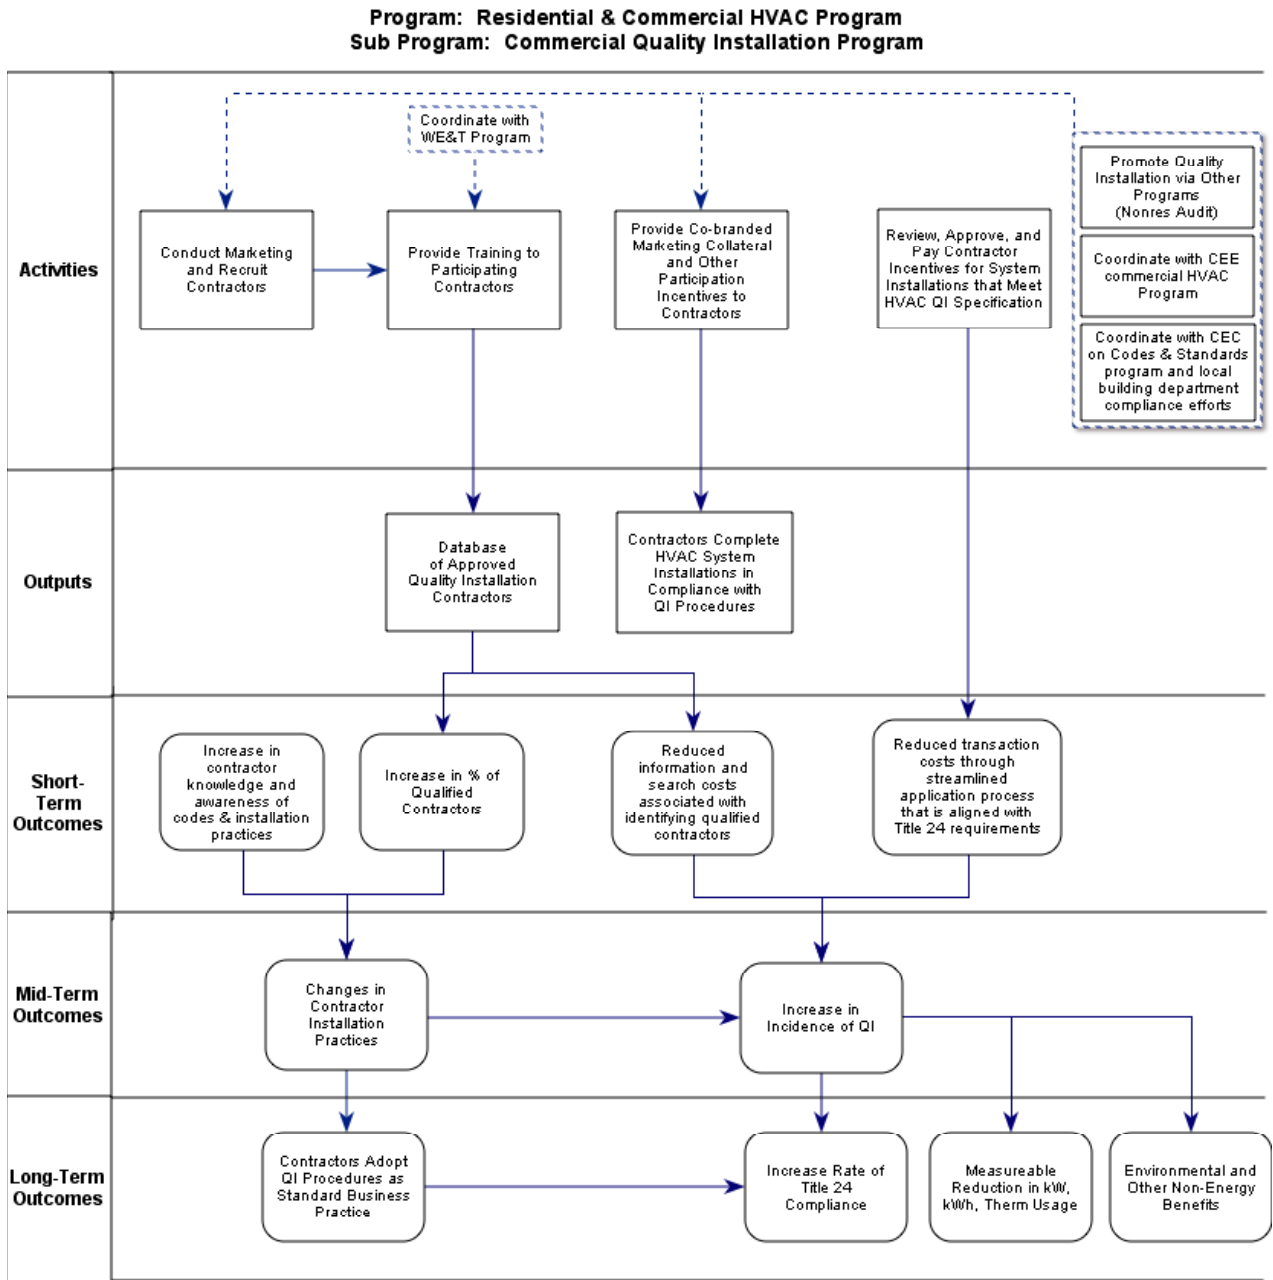 Program: Residential & Commercial HVAC Program
Sub Program: Commercial Quality Installation Program
Activities
Coordinate with
WE&T Program
Conduct Marketing
and Recruit
Contractors
Provide Training to
Participating
Contractors
Provide Co-branded
Marketing Collateral
and Other
Participation
Incentives to
Contractors
Review, Approve, and
Pay Contractor
Incentives for System
Installations that Meet
HVAC QI Specification
Promote Quality
Installation via Other
Programs
(Nonres Audit)
Coordinate with CEE
commercial HVAC
Program
Coordinate with CEC
on Codes & Standards
program and local
building department
compliance efforts
Outputs
Database
of Approved
Quality Installation
Contractors
Contractors Complete
HVAC System
Installations in
Compliance with
QI Procedures
Short-
Term
Outcomes
Increase in
contractor
knowledge and
awareness of
codes & installation
practices
Increase in % of
Qualified
Contractors
Reduced
information and
search costs
associated with
identifying qualified
contractors
Reduced transaction
costs through
streamlined
application process
that is aligned with
Title 24 requirements
Mid-Term
Outcomes
Changes in
Contractor
Installation
Practices
Increase in
Incidence of QI
Long-Term
Outcomes
Contractors Adopt
QI Procedures as
Standard Business
Practice
Increase Rate of
Title 24
Compliance
Measureable
Reduction in kW,
kWh, Therm Usage
Environmental and
Other Non-Energy
Benefits